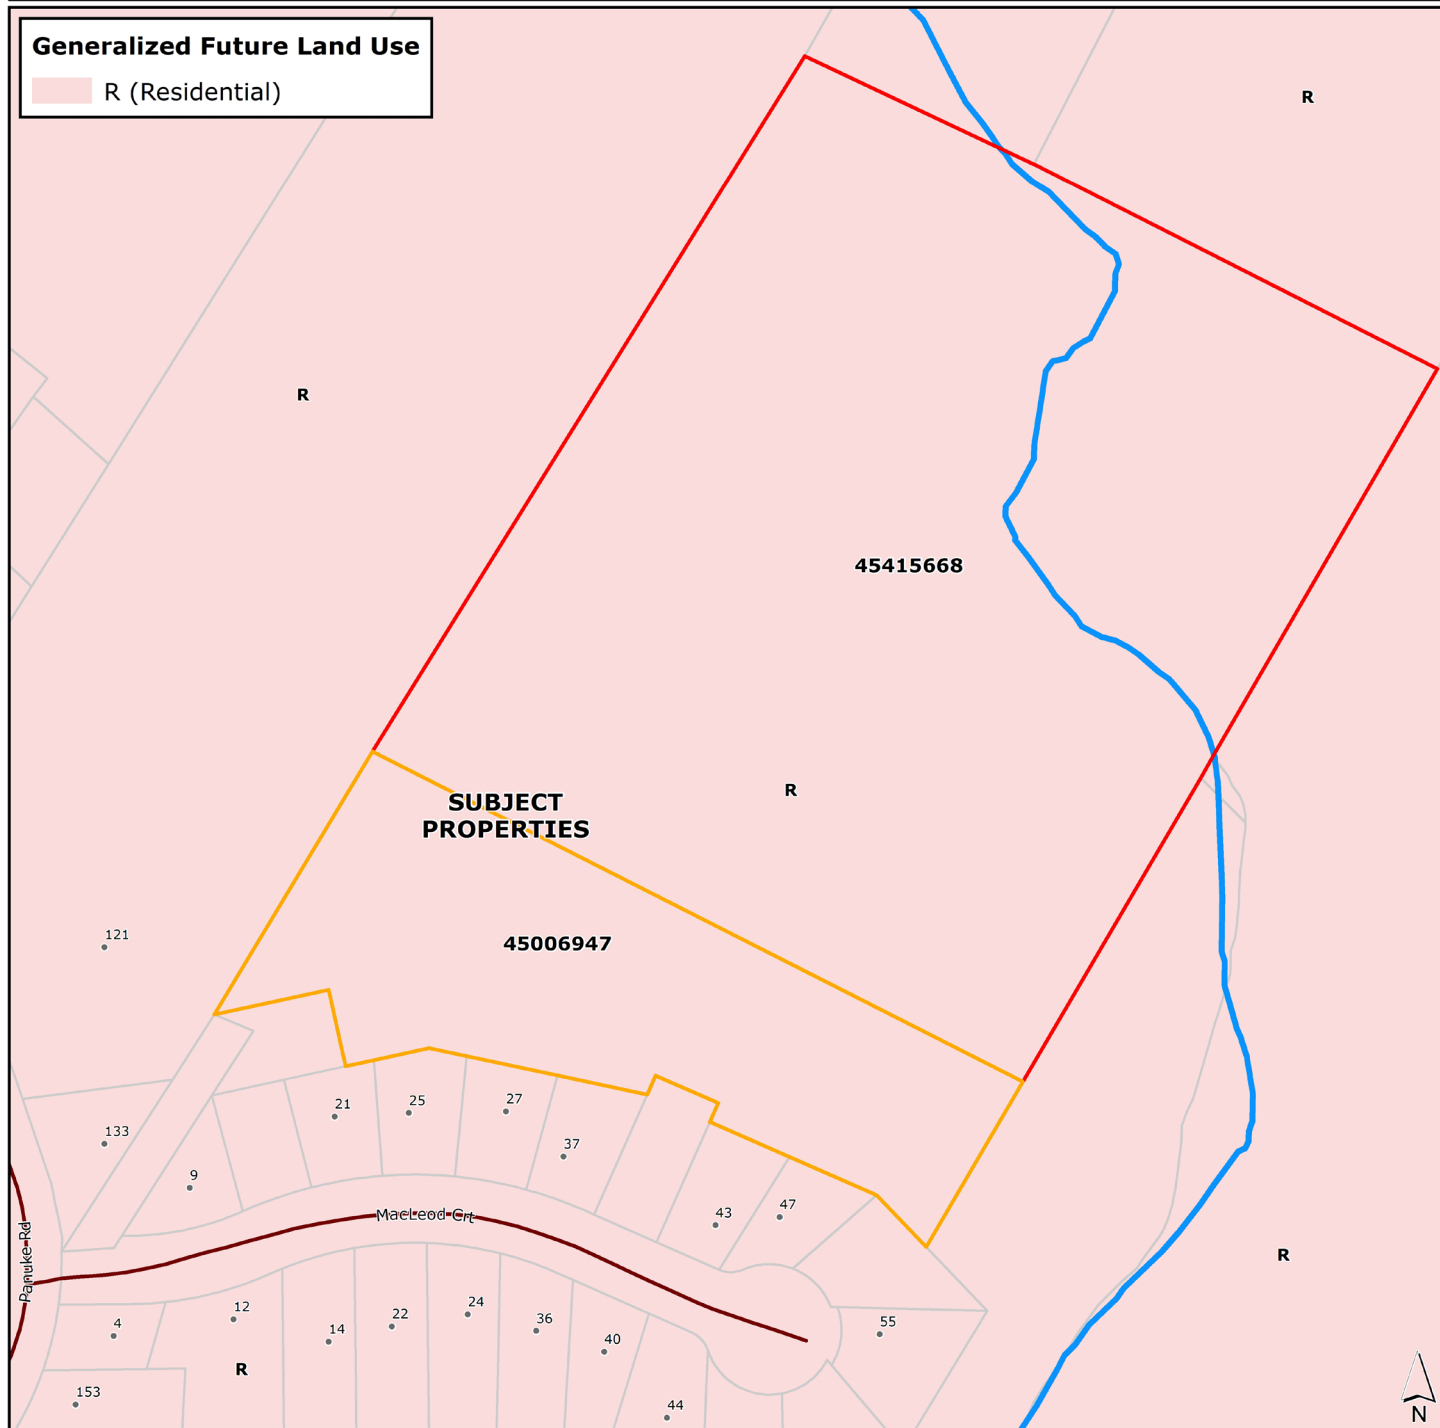 Generalized Future Land Use
R (Residential)
R
R
45415668
R
SUBJECT
PROPERTIES
45006947
121
21
25
27
37
133
9
43
47
MacLeod Crt
Panuke Rd
R
4
12
14
22
24
36
40
55
R
153
44
N